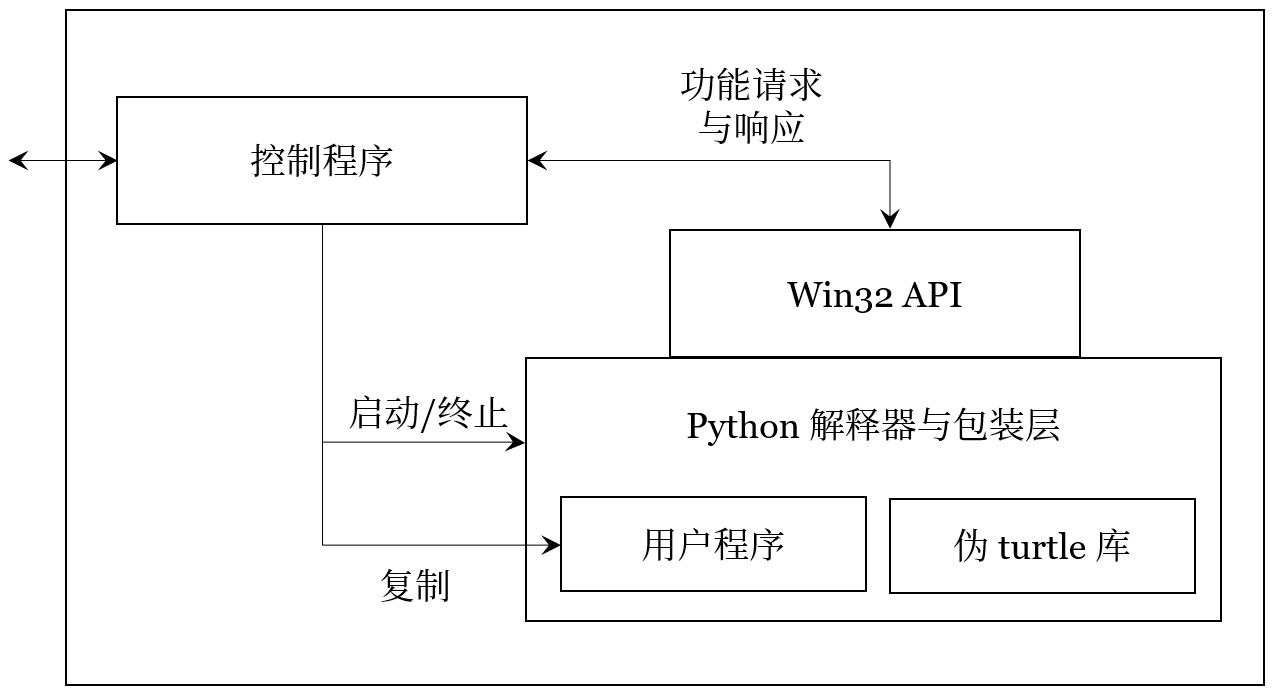 功能请求
与响应
控制程序
Win32 API
启动/终止
Python 解释器与包装层
用户程序
伪 turtle 库
复制